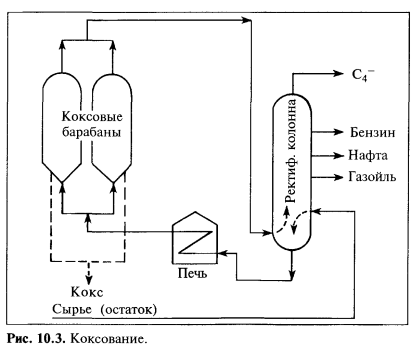 C₄⁻
Коксовые
барабаны
Ректиф. колонна
Бензин
Нафта
Газойль
Печь
Кокс
Сырье (остаток)
Рис. 10.3. Коксование.